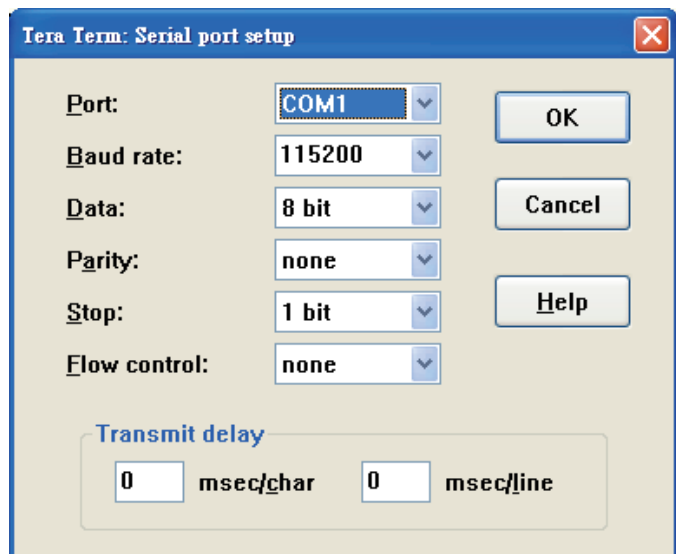 Tera Term: Serial port setup
Port: COM1
OK
Baud rate: 115200
Data: 8 bit
Cancel
Parity: none
Stop: 1 bit
Help
Flow control: none
Transmit delay
0 msec/char 0 msec/line